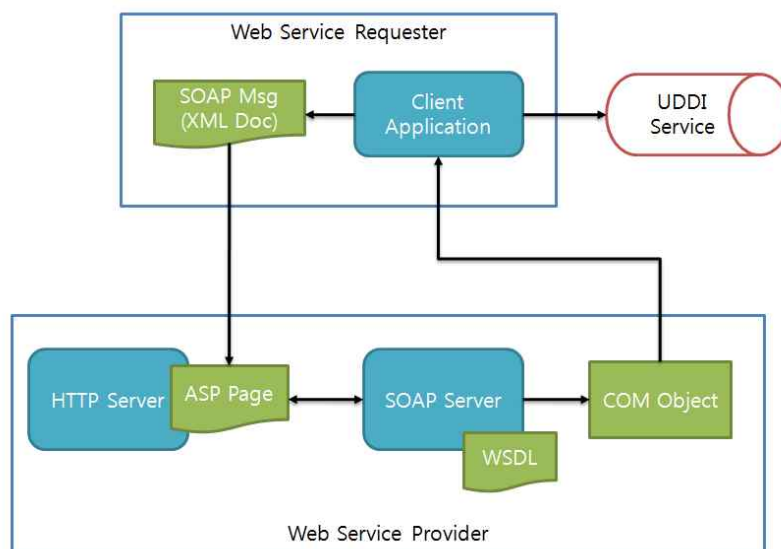 Web Service Requester
SOAP Msg
(XML Doc)
Client
Application
UDDI
Service
HTTP Server
ASP Page
SOAP Server
WSDL
COM Object
Web Service Provider